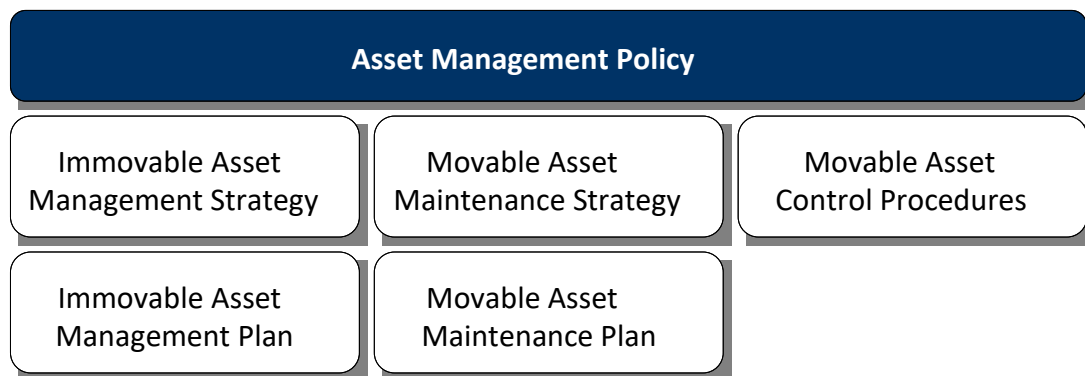 Asset Management Policy
Immovable Asset
Management Strategy
Movable Asset
Maintenance Strategy
Movable Asset
Control Procedures
Immovable Asset
Management Plan
Movable Asset
Maintenance Plan